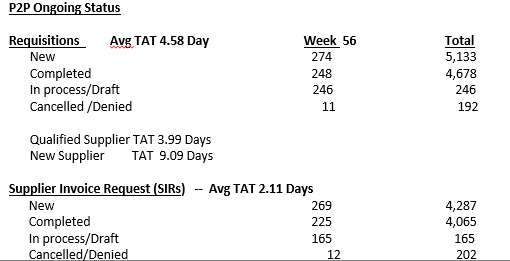 P2P Ongoing Status
Requisitions Avg TAT 4.58 Day Week 56 Total
New 274 5,133
Completed 248 4,678
In process/Draft 246 246
Cancelled /Denied 11 192
Qualified Supplier TAT 3.99 Days
New Supplier TAT 9.09 Days
Supplier Invoice Request (SIRs) -- Avg TAT 2.11 Days
New 269 4,287
Completed 225 4,065
In process/Draft 165 165
Cancelled/Denied 12 202